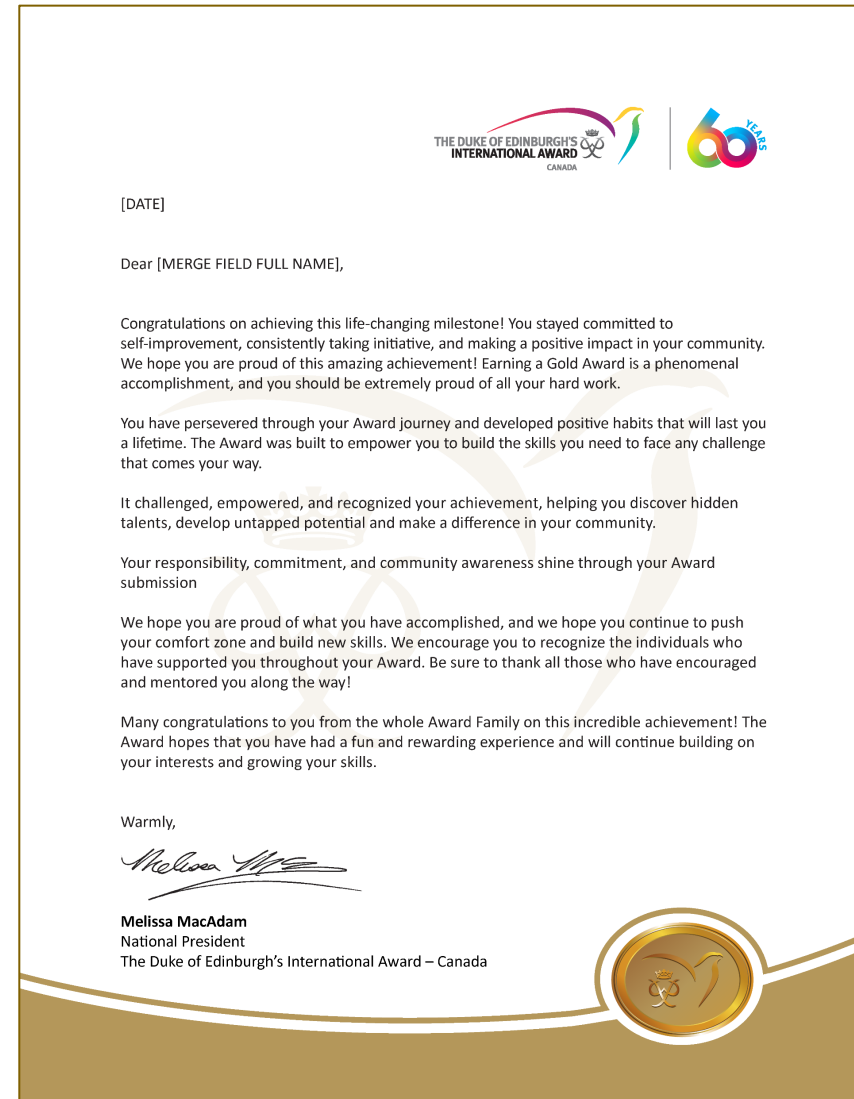 THE DUKE OF EDINBURGH'S
INTERNATIONAL AWARD
CANADA
60
YEARS
[DATE]
Dear [MERGE FIELD FULL NAME],
Congratulations on achieving this life-changing milestone! You stayed committed to
self-improvement, consistently taking initiative, and making a positive impact in your community.
We hope you are proud of this amazing achievement! Earning a Gold Award is a phenomenal
accomplishment, and you should be extremely proud of all your hard work.
You have persevered through your Award journey and developed positive habits that will last you
a lifetime. The Award was built to empower you to build the skills you need to face any challenge
that comes your way.
It challenged, empowered, and recognized your achievement, helping you discover hidden
talents, develop untapped potential and make a difference in your community.
Your responsibility, commitment, and community awareness shine through your Award
submission
We hope you are proud of what you have accomplished, and we hope you continue to push
your comfort zone and build new skills. We encourage you to recognize the individuals who
have supported you throughout your Award. Be sure to thank all those who have encouraged
and mentored you along the way!
Many congratulations to you from the whole Award Family on this incredible achievement! The
Award hopes that you have had a fun and rewarding experience and will continue building on
your interests and growing your skills.
Warmly,
Melissa MacAdam
National President
The Duke of Edinburgh's International Award – Canada